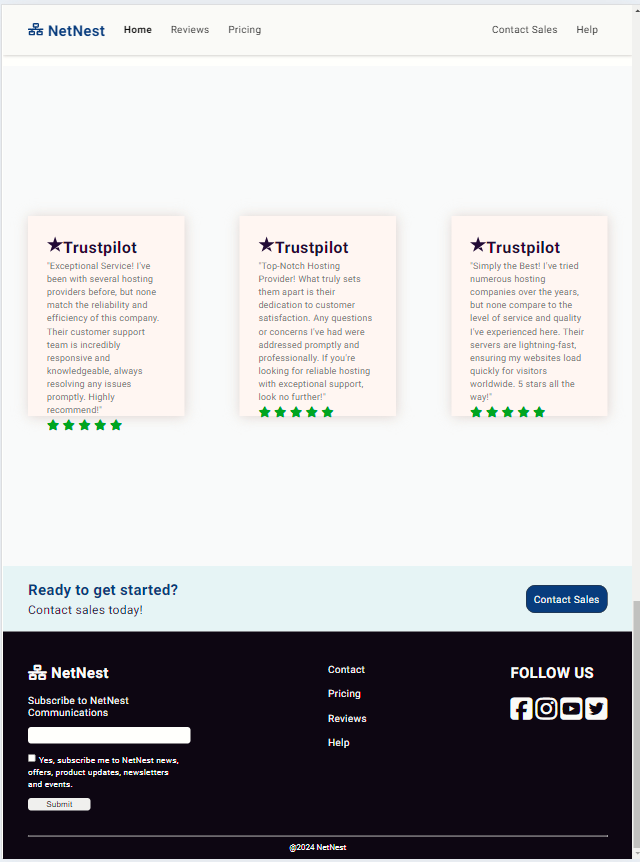 NetNest Home Reviews Pricing Contact Sales Help
Trustpilot
"Exceptional Service! I've
been with several hosting
providers before, but none
match the reliability and
efficiency of this company.
Their customer support
team is incredibly
responsive and
knowledgeable, always
resolving any issues
promptly. Highly
recommend!"
Trustpilot
"Top-Notch Hosting
Provider! What truly sets
them apart is their
dedication to customer
satisfaction. Any questions
or concerns I've had were
addressed promptly and
professionally. If you're
looking for reliable hosting
with exceptional support,
look no further!"
Trustpilot
"Simply the Best! I've tried
numerous hosting
companies over the years,
but none compare to the
level of service and quality
I've experienced here. Their
servers are lightning-fast,
ensuring my websites load
quickly for visitors
worldwide. 5 stars all the
way!"
Ready to get started?
Contact sales today!
Contact Sales
NetNest
Subscribe to NetNest
Communications
Yes, subscribe me to NetNest news,
offers, product updates, newsletters
and events.
Submit
Contact
Pricing
Reviews
Help
FOLLOW US
@2024 NetNest